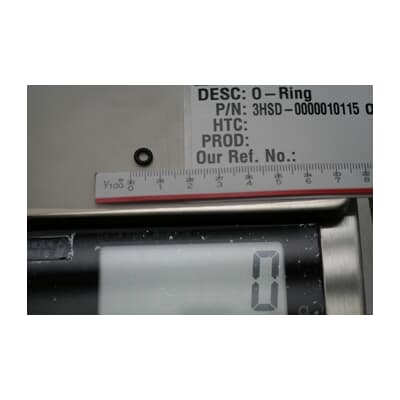 DESC: O-Ring
P/N: 3HSD-0000010115
HTC:
PROD:
Our Ref. No.:
1/100 0 1 2 3 4 5 6 7 8
0